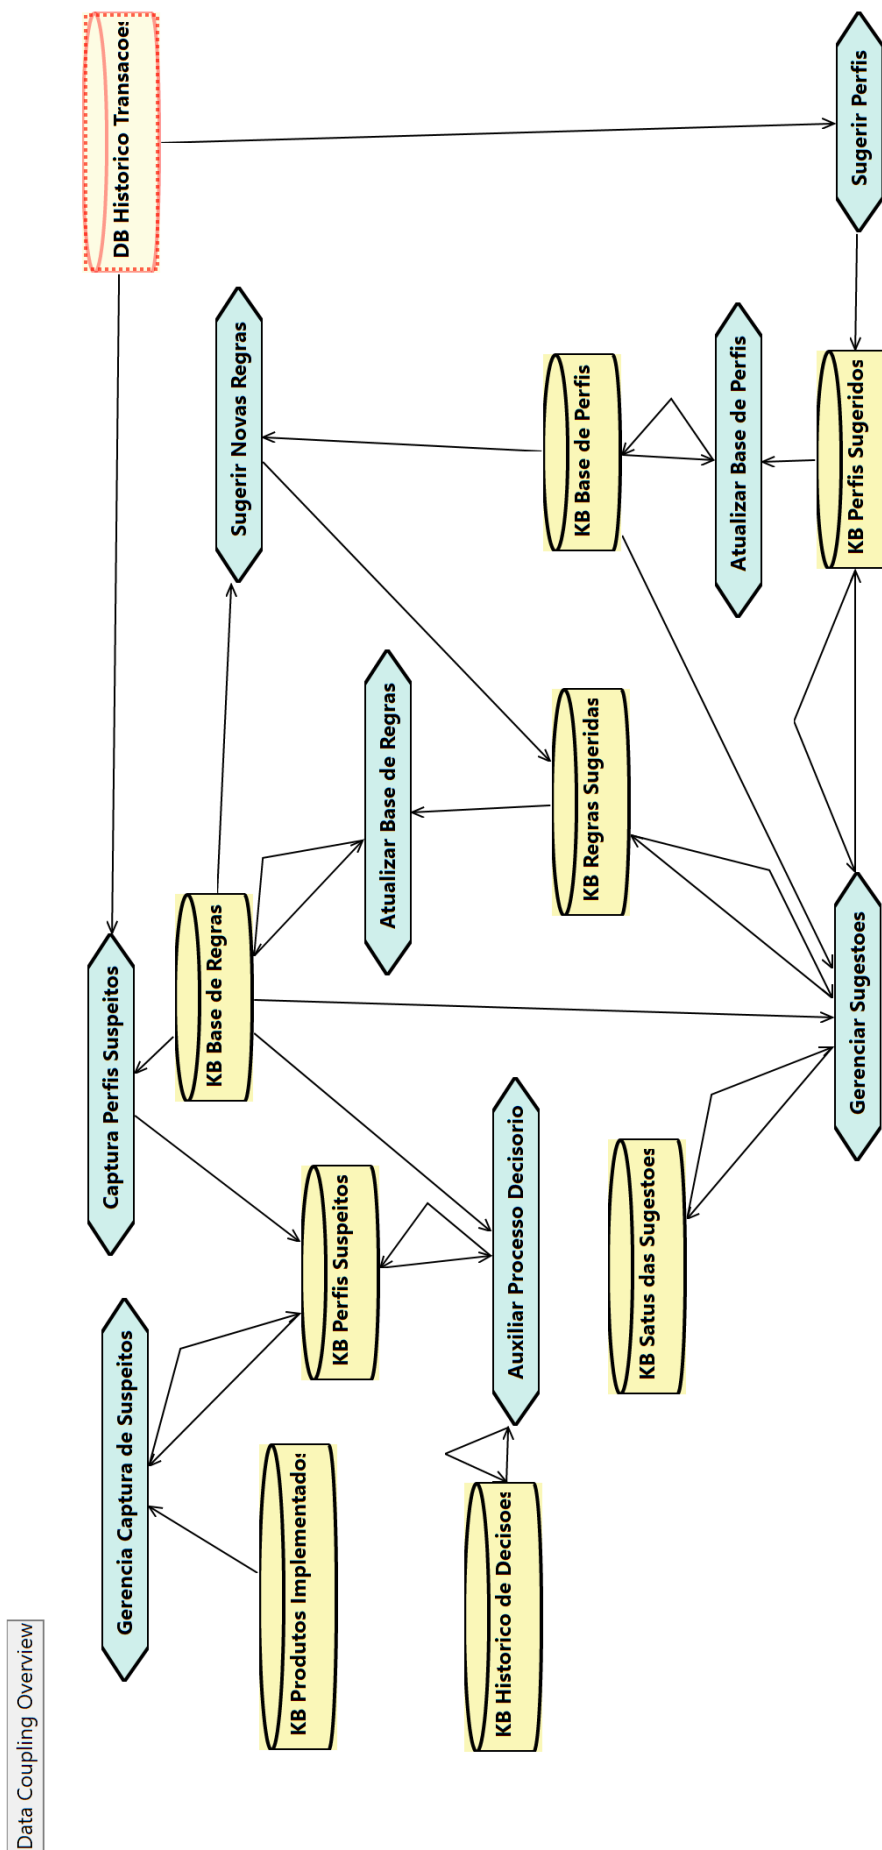 Data Coupling Overview
Gerencia Captura de Suspeitos
Captura Perfis Suspeitos
DB Historico Transacoes
KB Base de Regras
Sugerir Novas Regras
KB Produtos Implementados
KB Perfis Suspeitos
Atualizar Base de Regras
KB Historico de Decisoes
Auxiliar Processo Decisorio
KB Regras Sugeridas
KB Base de Perfis
KB Satus das Sugestoes
Atualizar Base de Perfis
Gerenciar Sugestoes
KB Perfis Sugeridos
Sugerir Perfis